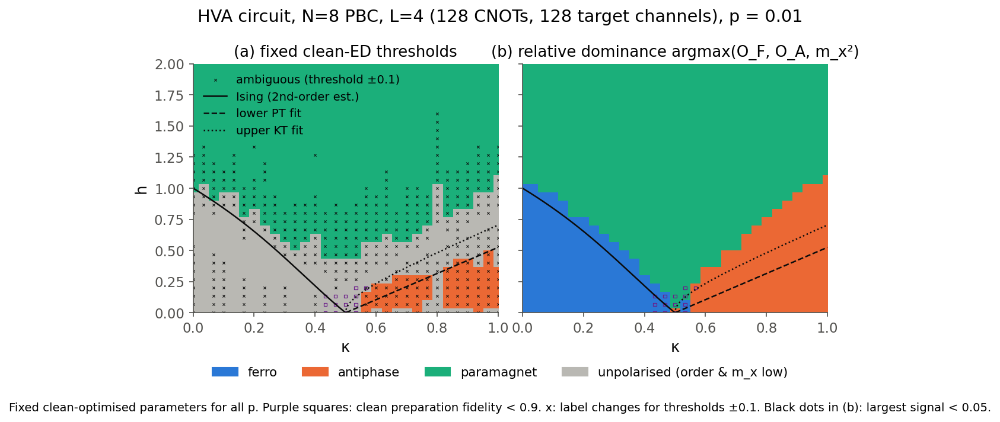 HVA circuit, N=8 PBC, L=4 (128 CNOTs, 128 target channels), p = 0.01
(a) fixed clean-ED thresholds
(b) relative dominance argmax(O_F, O_A, m_x²)
ambiguous (threshold ±0.1)
Ising (2nd-order est.)
lower PT fit
upper KT fit
h
2.00
1.75
1.50
1.25
1.00
0.75
0.50
0.25
0.00
0.0 0.2 0.4 0.6 0.8 1.0
0.0 0.2 0.4 0.6 0.8 1.0
κ
κ
ferro
antiphase
paramagnet
unpolarised (order & m_x low)
Fixed clean-optimised parameters for all p. Purple squares: clean preparation fidelity < 0.9. x: label changes for thresholds ±0.1. Black dots in (b): largest signal < 0.05.